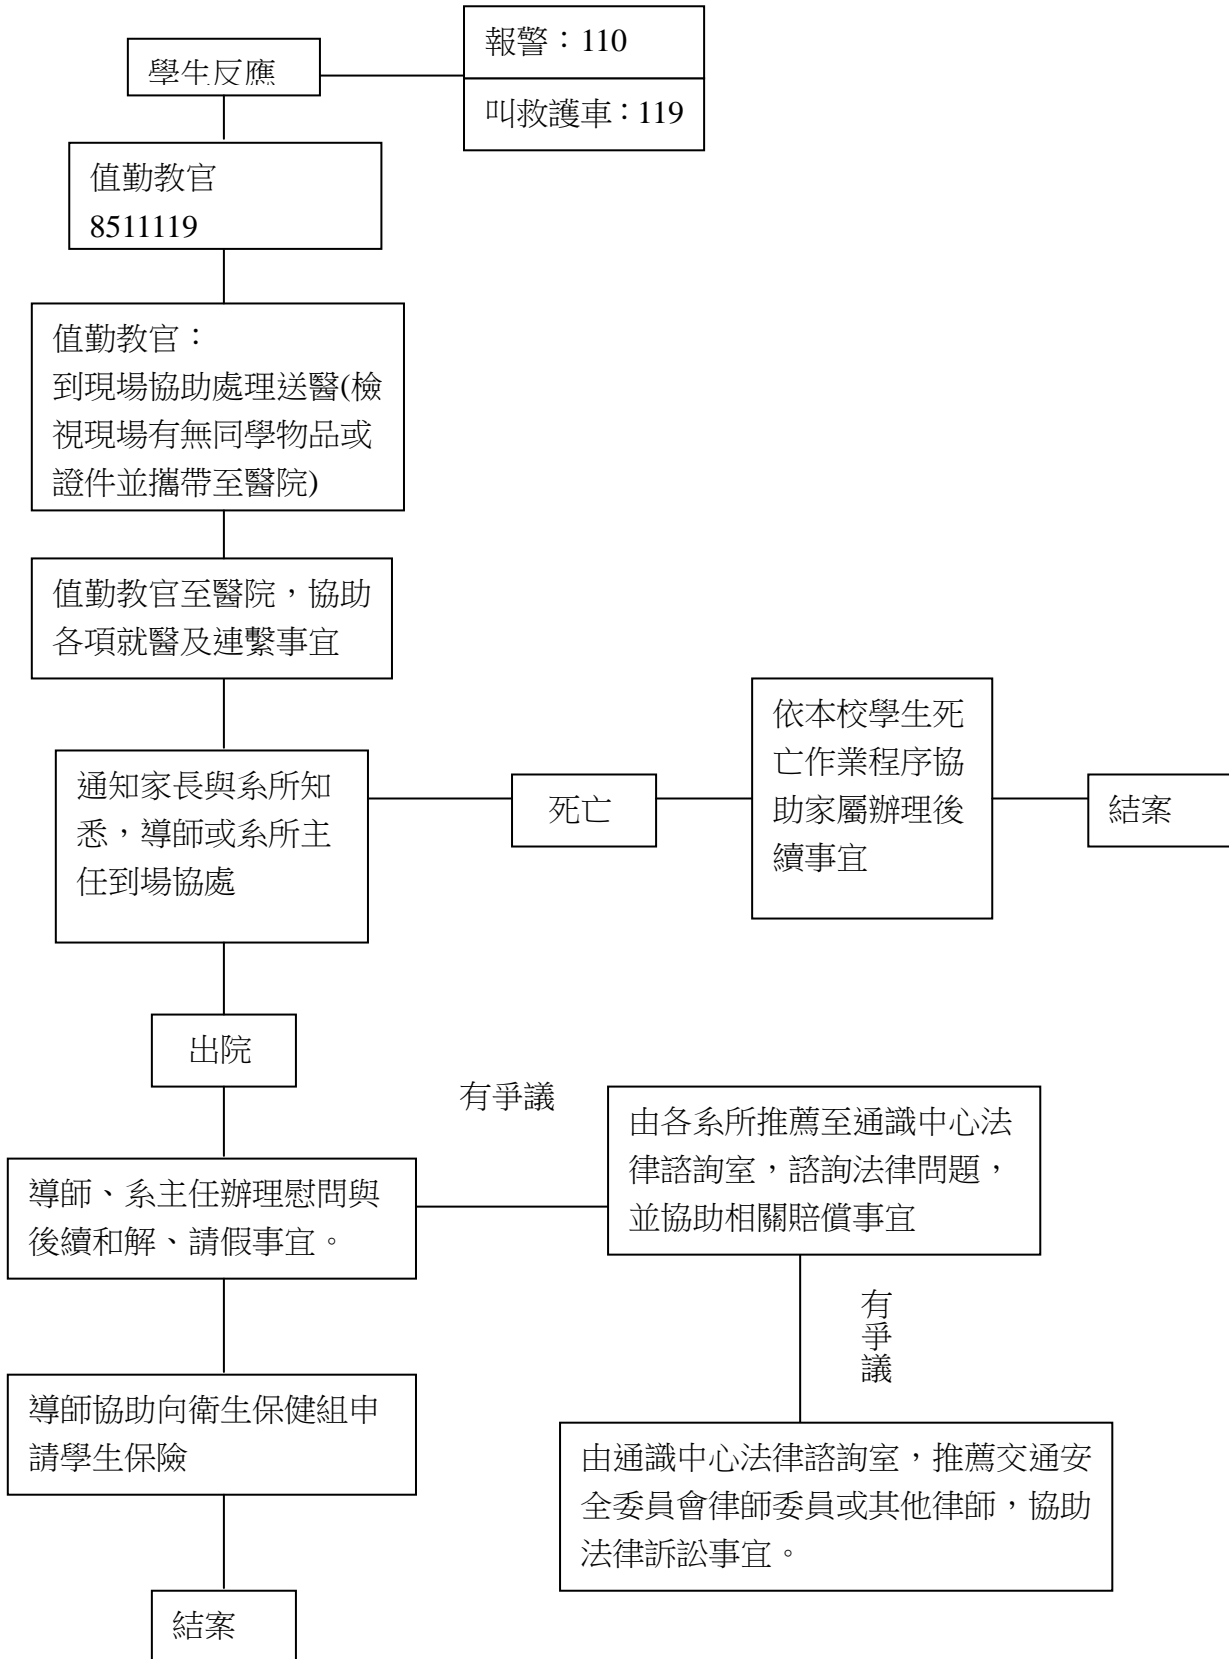 報警：110
學生反應
叫救護車：119
值勤教官
8511119
值勤教官：
到現場協助處理送醫(檢
視現場有無同學物品或
證件並攜帶至醫院)
值勤教官至醫院，協助
各項就醫及連繫事宜
通知家長與系所知
悉，導師或系所主
任到場協處
死亡
依本校學生死
亡作業程序協
助家屬辦理後
續事宜
結案
出院
有爭議
由各系所推薦至通識中心法
律諮詢室，諮詢法律問題，
並協助相關賠償事宜
導師、系主任辦理慰問與
後續和解、請假事宜。
有爭議
導師協助向衛生保健組申
請學生保險
由通識中心法律諮詢室，推薦交通安
全委員會律師委員或其他律師，協助
法律訴訟事宜。
結案